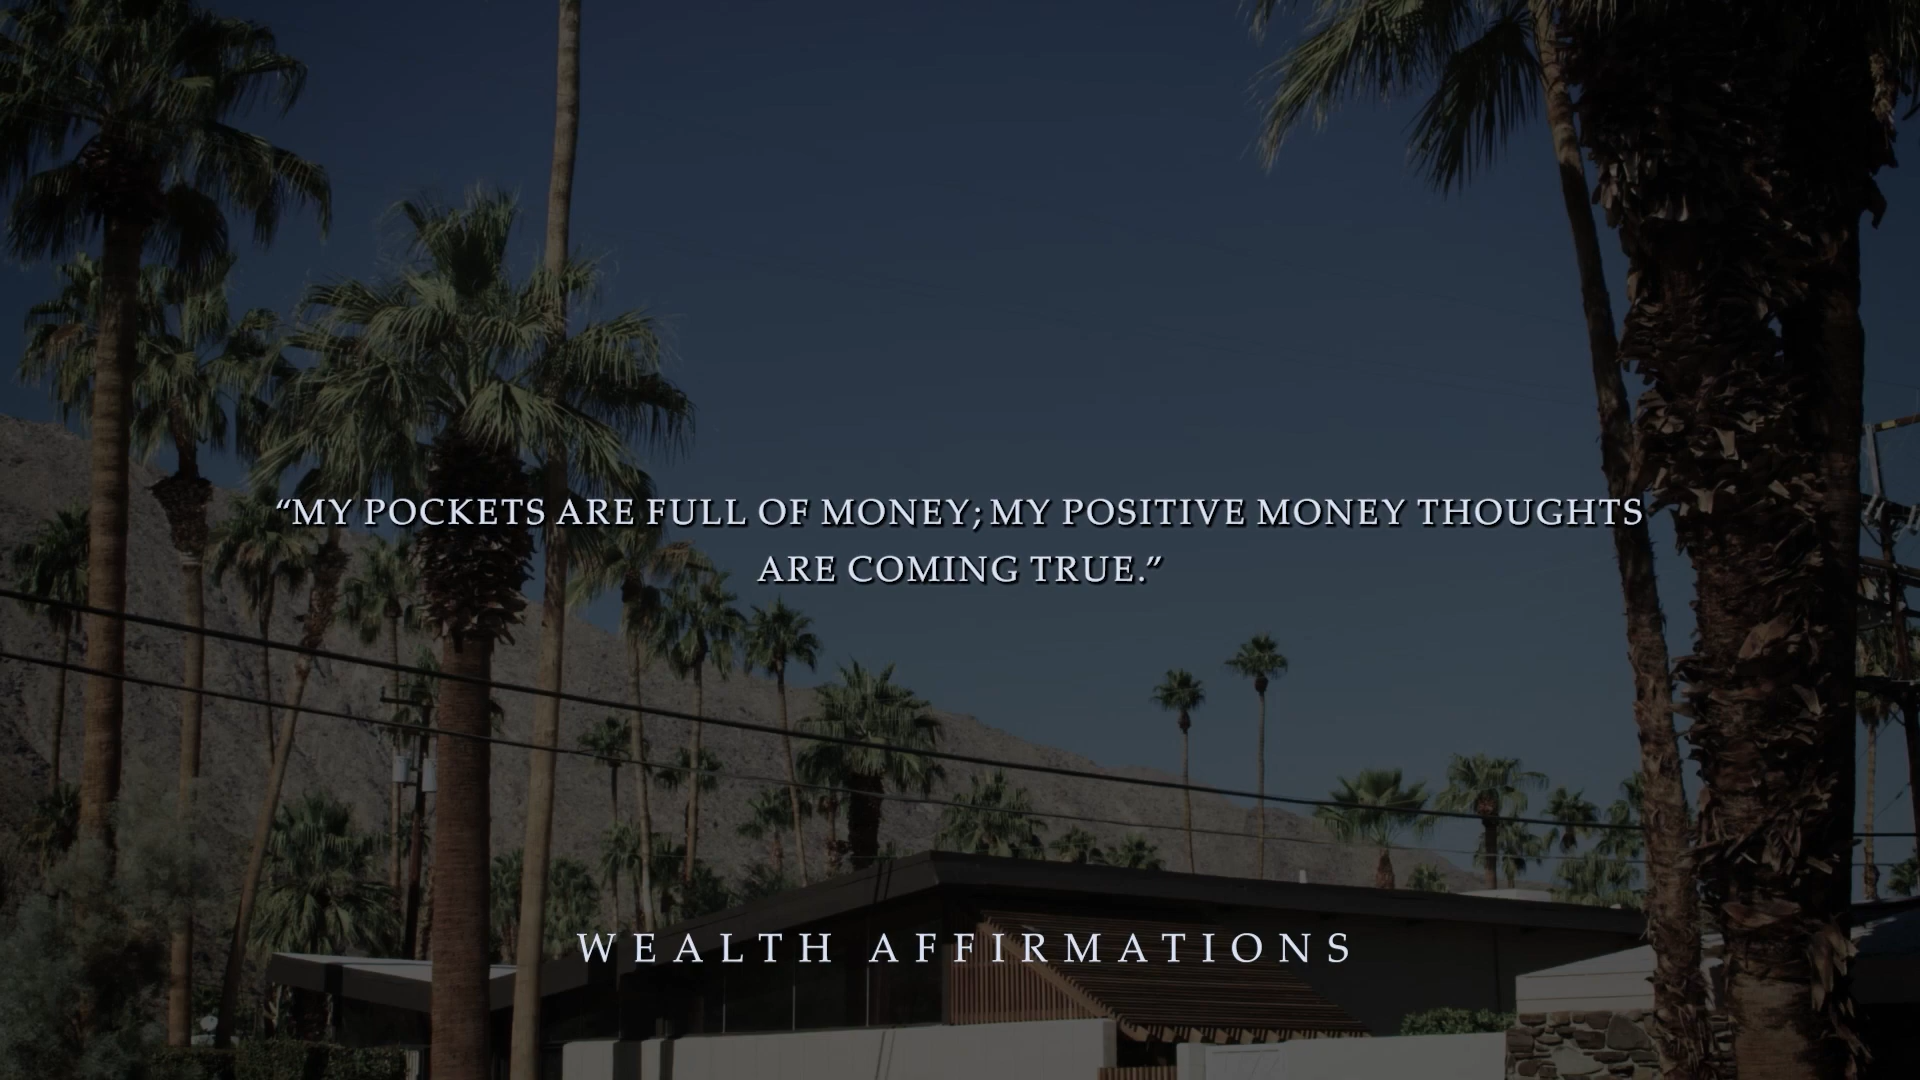 “MY POCKETS ARE FULL OF MONEY; MY POSITIVE MONEY THOUGHTS
ARE COMING TRUE.”
WEALTH AFFIRMATIONS